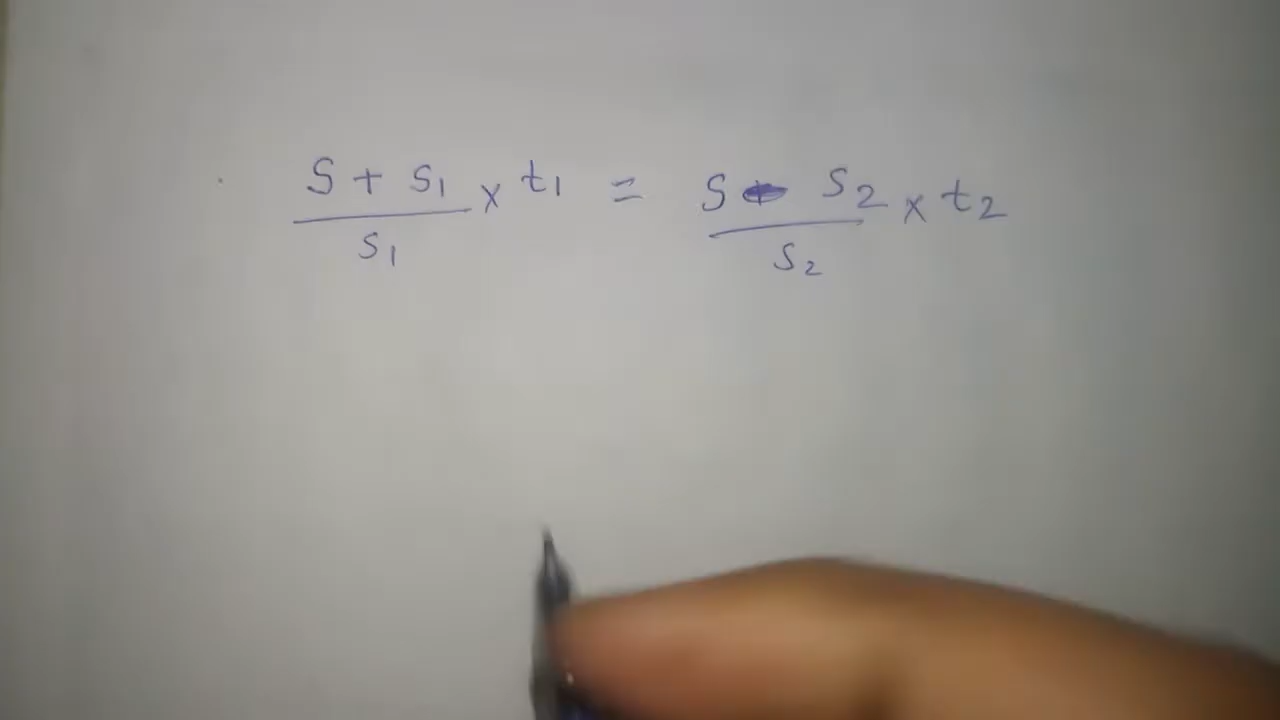 S + S1 × t1 = S - S2 × t2
S1 S2